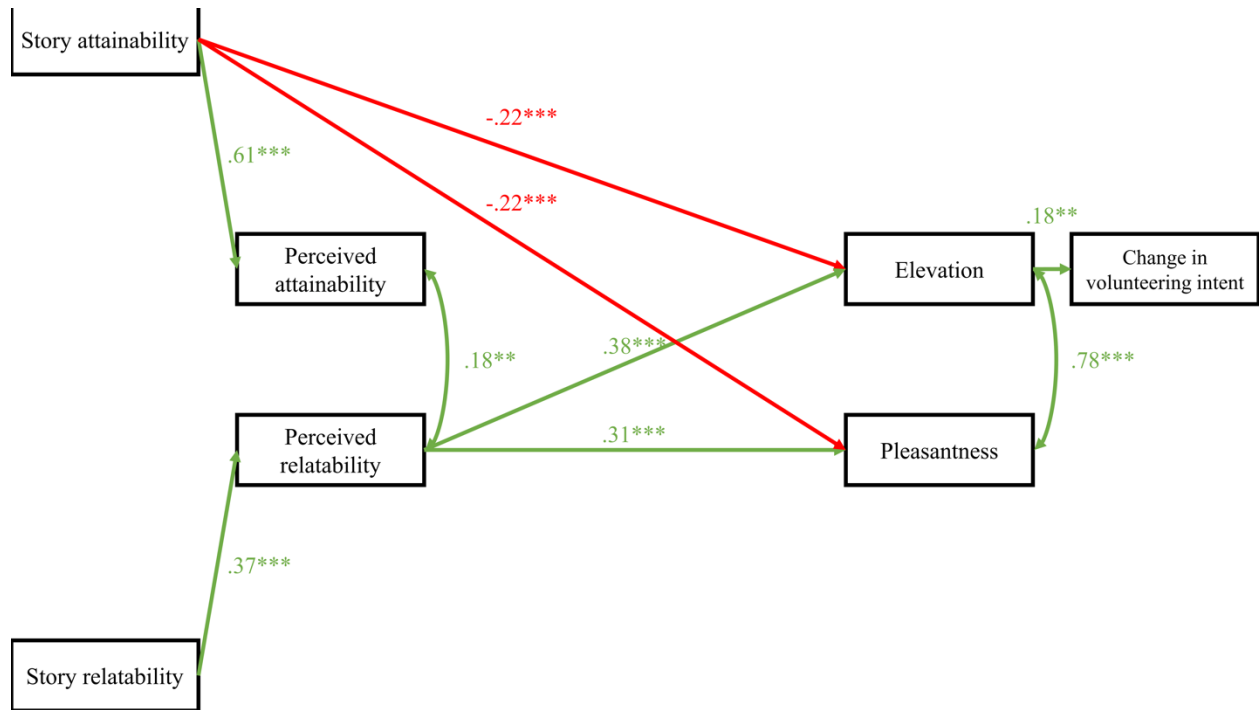 Story attainability
-.22***
.61***
-.22***
.18**
Perceived
attainability
Elevation
Change in
volunteering intent
.38***
.18**
.78***
Perceived
relatability
.31***
Pleasantness
.37***
Story relatability